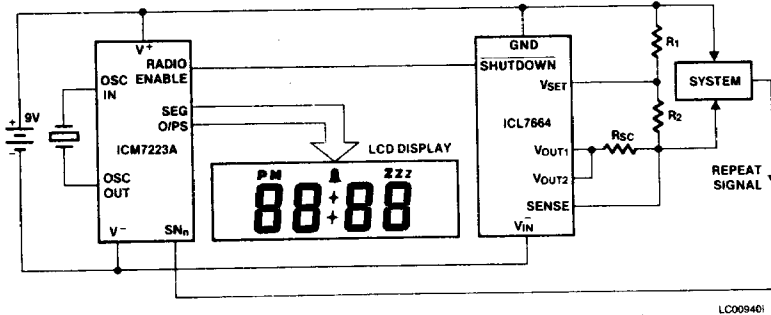 V+
GND
RADIO
ENABLE
SHUTDOWN
R1
OSC
IN
VSET
SYSTEM
+ 9V
-
SEG
O/PS
ICM7223A
ICL7664
R2
LCD DISPLAY
RSC
VOUT1
PM
ZZz
88:88
VOUT2
REPEAT
SIGNAL
OSC
OUT
SENSE
V-
SNn
VIN-
LC00940i